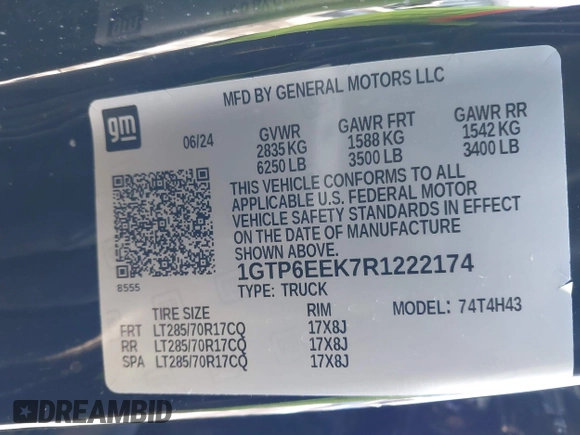 MFD BY GENERAL MOTORS LLC
gm
06/24
GVWR GAWR FRT GAWR RR
2835 KG 1588 KG 1542 KG
6250 LB 3500 LB 3400 LB
THIS VEHICLE CONFORMS TO ALL
APPLICABLE U.S. FEDERAL MOTOR
VEHICLE SAFETY STANDARDS IN EFFECT
ON THE DATE OF MANUFACTURE
SHOWN ABOVE.
8555
1GTP6EEK7R1222174
TYPE: TRUCK MODEL: 74T4H43
TIRE SIZE RIM
FRT LT285/70R17CQ 17X8J
RR LT285/70R17CQ 17X8J
SPA LT285/70R17CQ 17X8J
DREAMBID